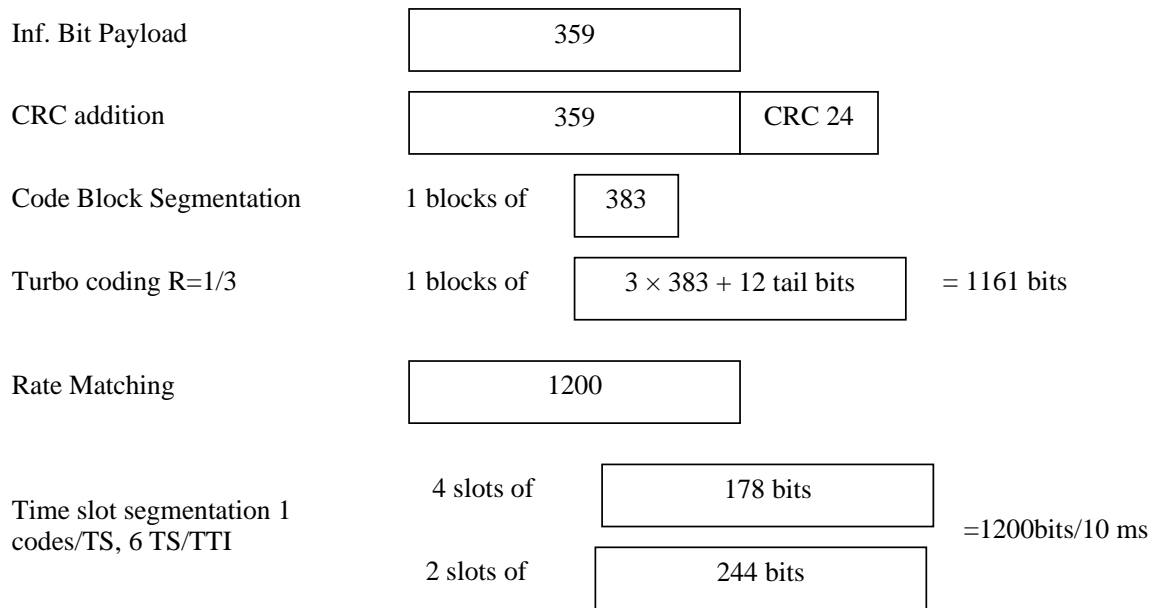 Inf. Bit Payload
359
CRC addition
359 CRC 24
Code Block Segmentation 1 blocks of 383
Turbo coding R=1/3 1 blocks of 3 × 383 + 12 tail bits = 1161 bits
Rate Matching 1200
4 slots of 178 bits
Time slot segmentation 1
codes/TS, 6 TS/TTI
=1200bits/10 ms
2 slots of 244 bits